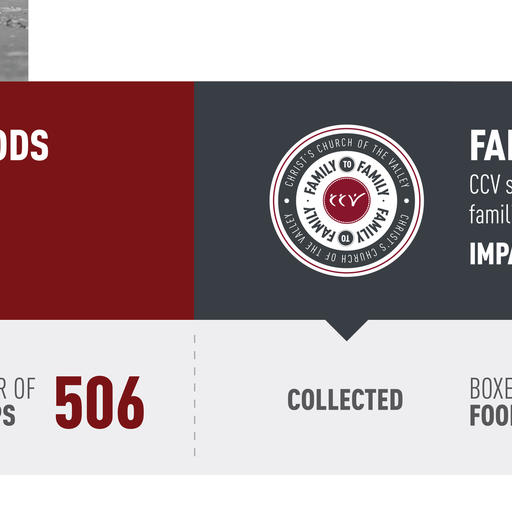 ODS
CHRIST'S CHURCH OF THE VALLEY
FAMILY TO FAMILY
ccv
FAMILY TO FAMILY
CHRIST'S CHURCH OF THE VALLEY
FA
CCV s
famil
IMPA
R OF
PS
506
COLLECTED
BOXE
FOO